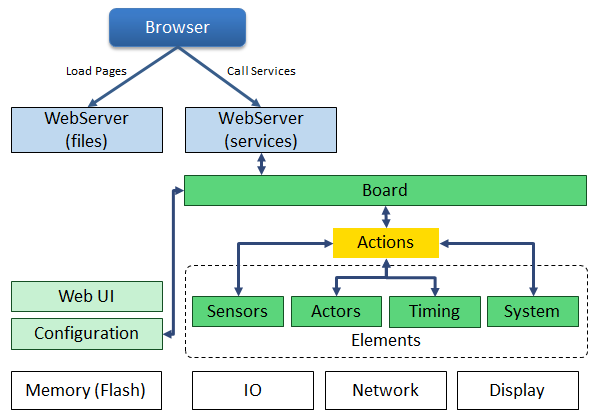 Browser
Load Pages
Call Services
WebServer
(files)
WebServer
(services)
Board
Actions
Web UI
Configuration
Sensors
Actors
Timing
System
Elements
Memory (Flash)
IO
Network
Display